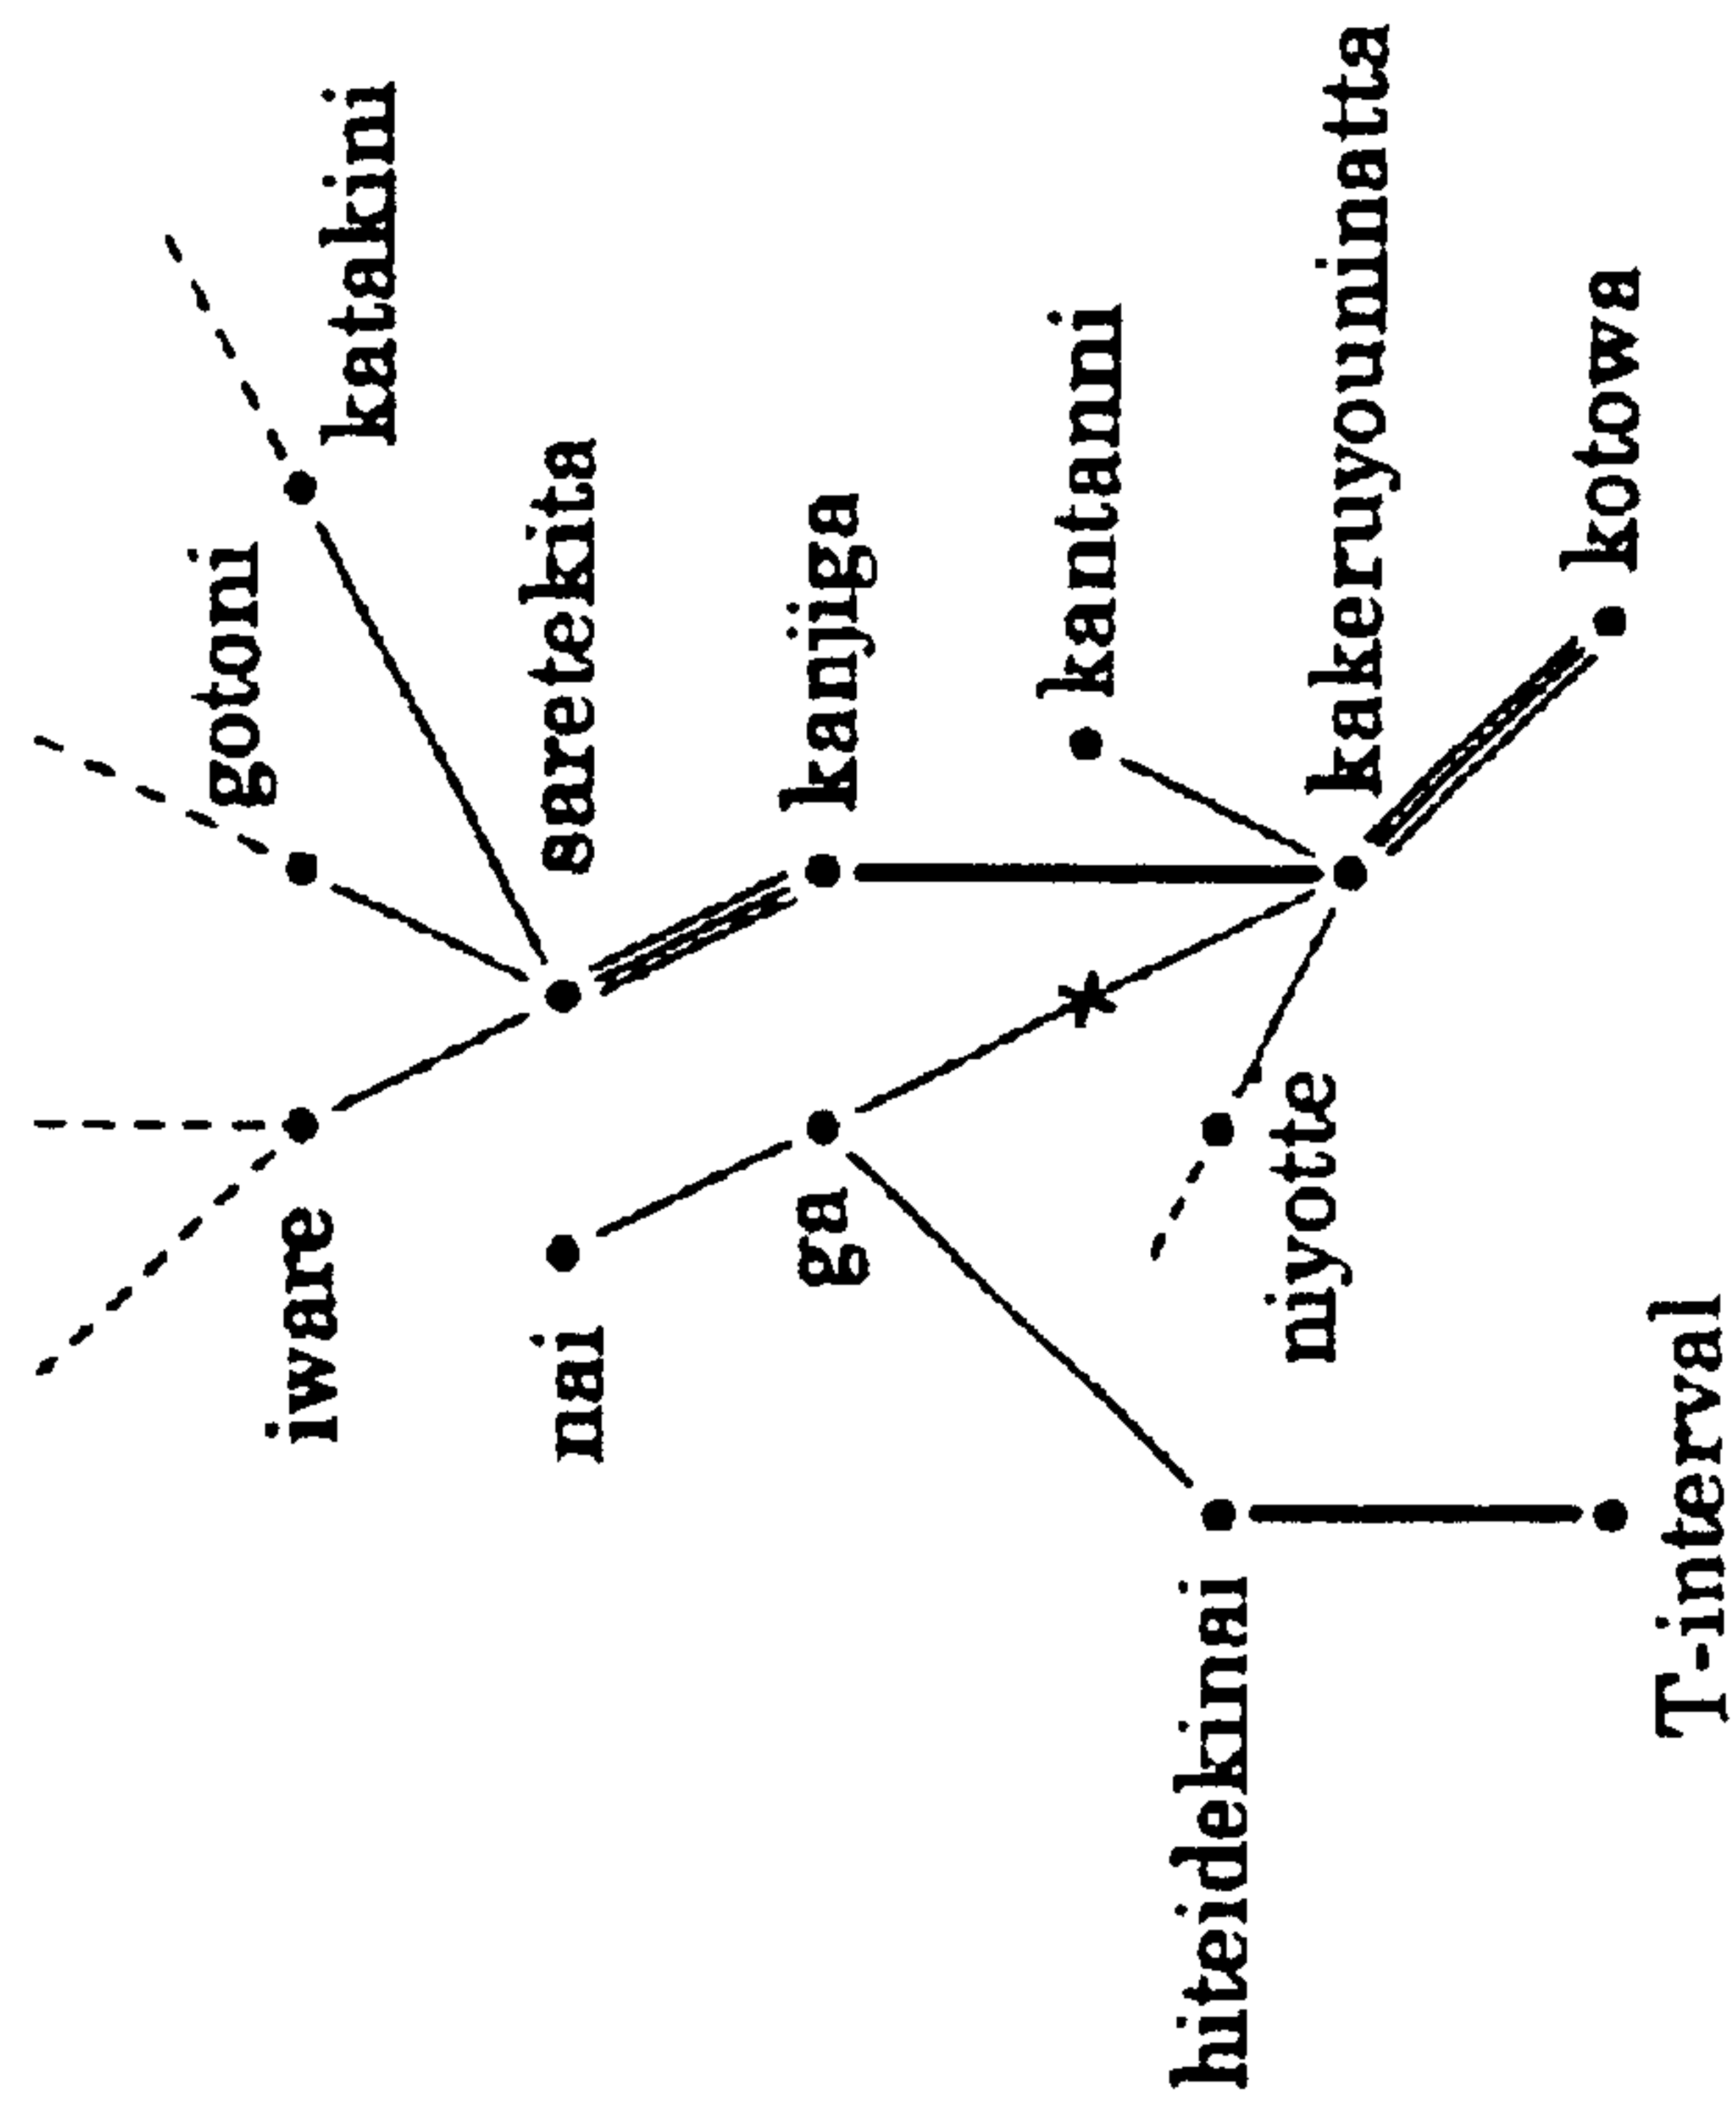 iware
gotoni
katakini
nai
saretekita
ga
kanjiga
kantanni
hiteidekinai
niyotte
kakeruyouninatta
T-interval
kotowa